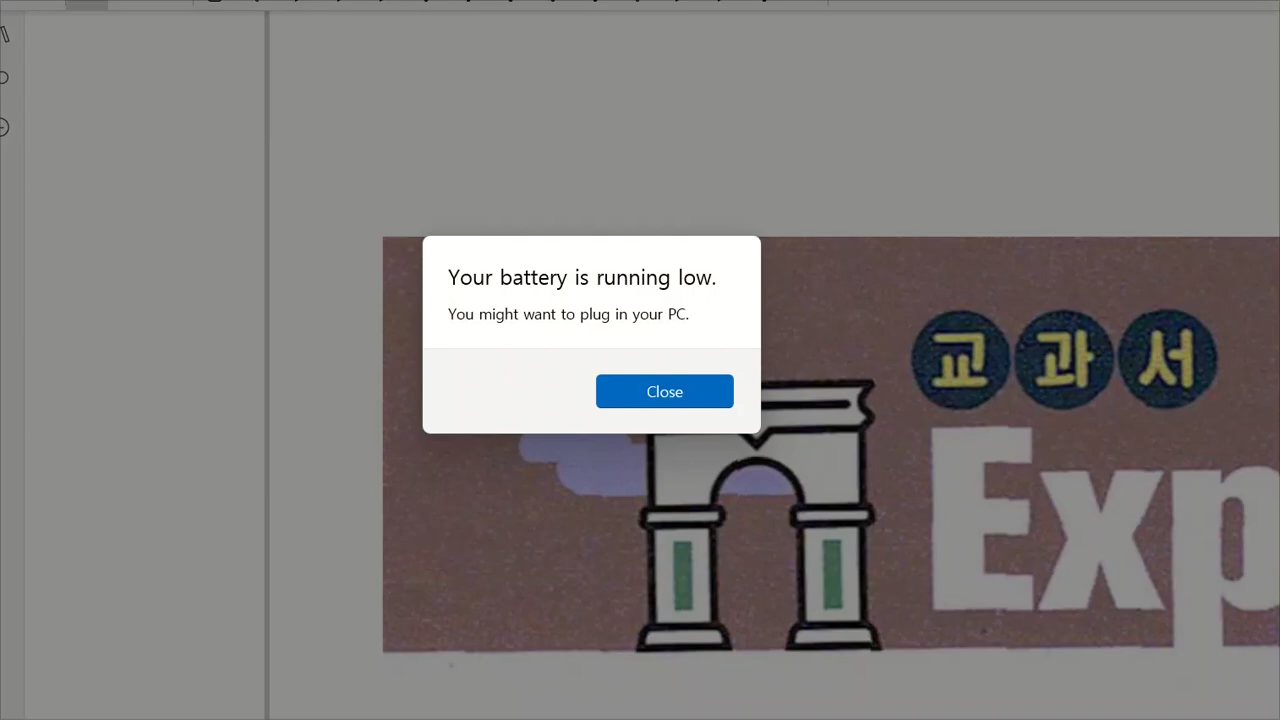 Your battery is running low.
You might want to plug in your PC.
Close
교과서
Exp